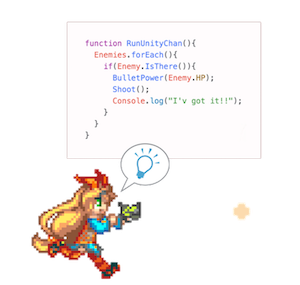 function RunUnityChan(){
Enemies.forEach{
if(Enemy.IsThere()){
BulletPower(Enemy.HP);
Shoot();
Console.log("I'v got it!!");
}
}
}